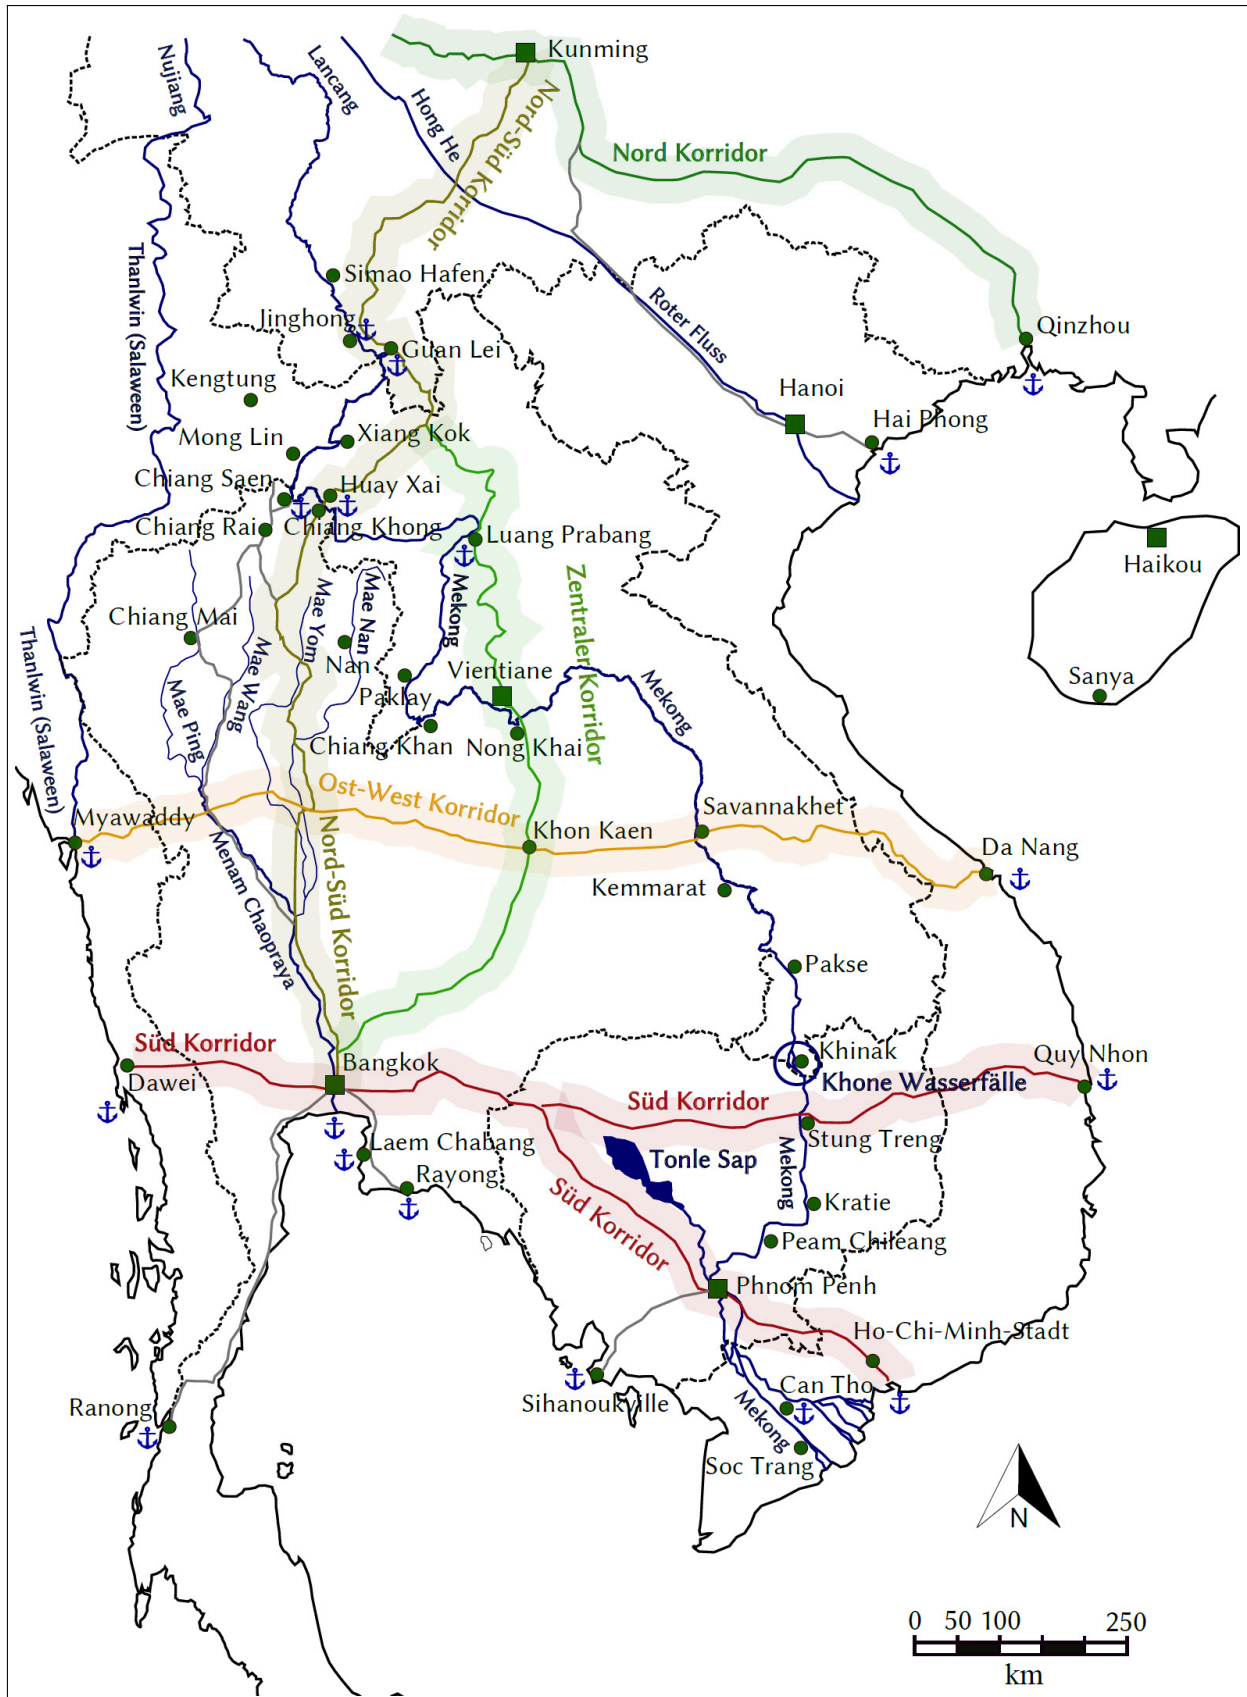 Kunming
Nujiang
Lancang
Hong He
Nord-Süd Korridor
Nord Korridor
Thanlwin (Salaween)
Simao Hafen
Roter Fluss
Jinghong
Qinzhou
Guan Lei
Kengtung
Hanoi
Hai Phong
Mong Lin
Xiang Kok
Chiang Saen
Huay Xai
Chiang Rai
Chiang Khong
Luang Prabang
Haikou
Mae Yom
Mae Nan
Mekong
Zentraler Korridor
Chiang Mai
Thanlwin (Salaween)
Mae Wang
Nan
Vientiane
Mekong
Sanya
Mae Ping
Paklay
Chiang Khan
Nong Khai
Ost-West Korridor
Myawaddy
Savannakhet
Khon Kaen
Da Nang
Menam Chaopraya
Nord-Süd Korridor
Kemmarat
Pakse
Süd Korridor
Bangkok
Khinak
Quy Nhon
Dawei
Khone Wasserfälle
Süd Korridor
Laem Chabang
Stung Treng
Tonle Sap
Mekong
Rayong
Süd Korridor
Kratie
Peam Chileang
Phnom Penh
Ho-Chi-Minh-Stadt
Can Tho
Ranong
Sihanoukville
Mekong
Soc Trang
N
0 50 100 250
km